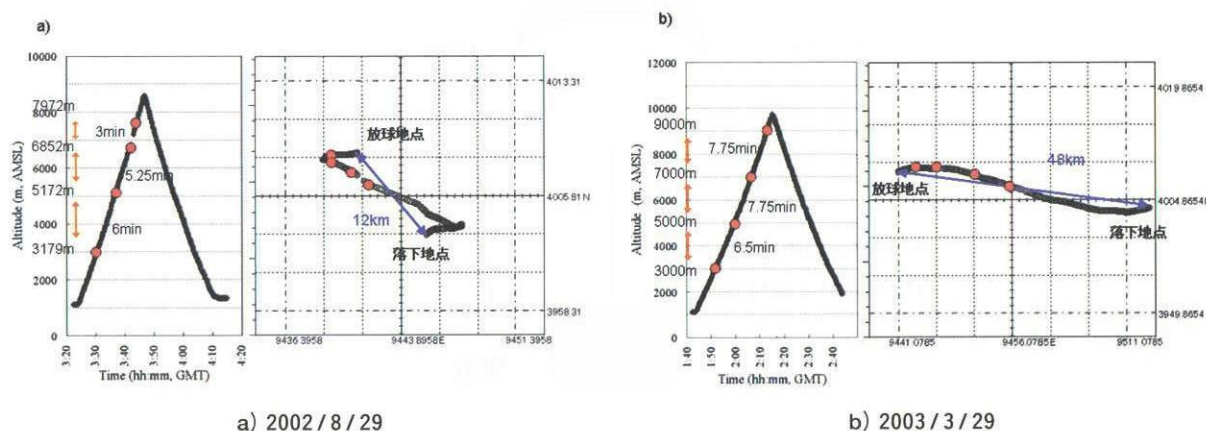 a)
10000
7972m
8000
3min
6852m
6000
5.25min
5172m
4000
6min
3179m
2000
1000
0
Altitude (m, AMSL)
3:20
3:30
3:40
3:50
4:00
4:10
4:20
Time (hh:mm, GMT)
放球地点
12km
落下地点
4013 31
4005.81 N
3958 31
9436 3958
9443 8958E
9451 3958
a) 2002 / 8 / 29
b)
12000
10000
9000m
8000
7.75min
7000m
6000
7.75min
5000m
4000
6.5min
3000m
2000
0
Altitude (m, AMSL)
1:40
1:50
2:00
2:10
2:20
2:30
2:40
Time (hh:mm, GMT)
放球地点
48km
落下地点
4019 8654
4004 8654N
3949 8654
9441 0785
9456 0785E
9511 0785
b) 2003 / 3 / 29